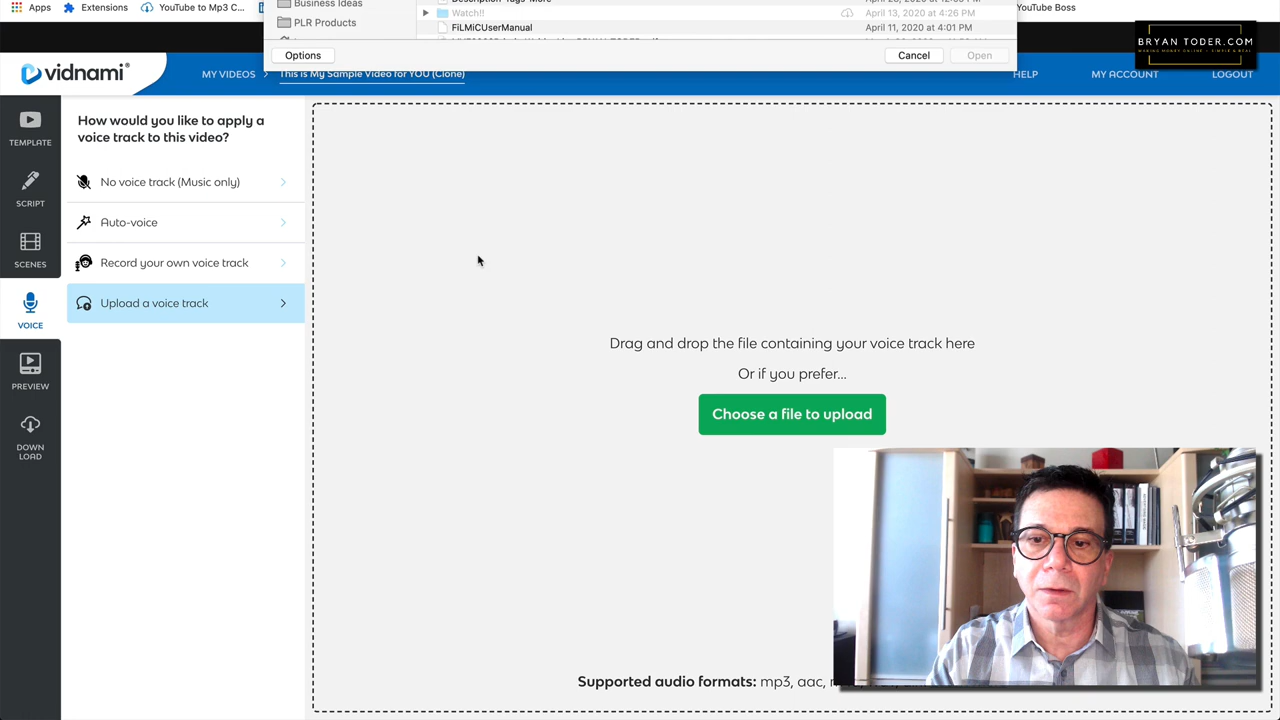 Apps
Extensions
YouTube to Mp3 C...
Business Ideas
PLR Products
Watch!!
April 13, 2020 at 4:26 PM
FiLMiCUserManual
April 11, 2020 at 4:01 PM
YouTube Boss
BRYAN TODER.COM
Options
Cancel
Open
vidnami
MY VIDEOS
This is My Sample Video for YOU (Clone)
HELP
MY ACCOUNT
LOGOUT
How would you like to apply a
voice track to this video?
No voice track (Music only)
Auto-voice
Record your own voice track
Upload a voice track
TEMPLATE
SCRIPT
SCENES
VOICE
PREVIEW
DOWN
LOAD
Drag and drop the file containing your voice track here
Or if you prefer...
Choose a file to upload
Supported audio formats: mp3, aac,